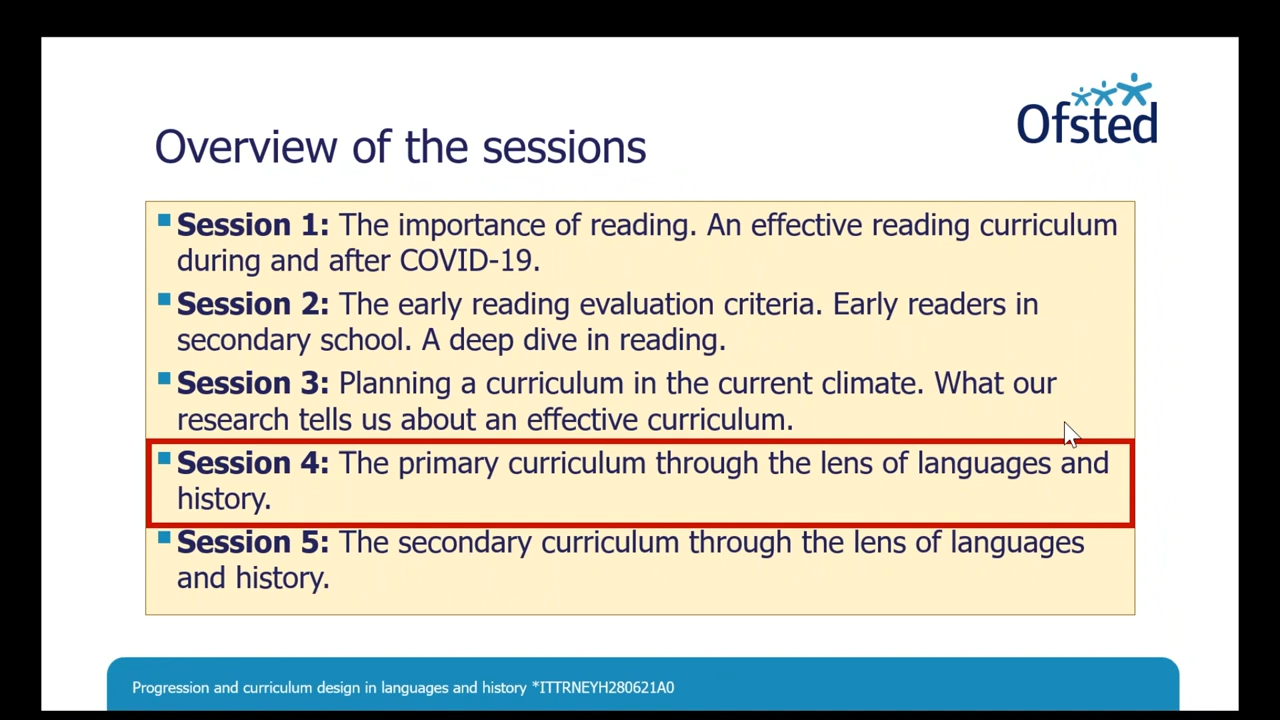 Ofsted
Overview of the sessions
Session 1: The importance of reading. An effective reading curriculum
during and after COVID-19.
Session 2: The early reading evaluation criteria. Early readers in
secondary school. A deep dive in reading.
Session 3: Planning a curriculum in the current climate. What our
research tells us about an effective curriculum.
Session 4: The primary curriculum through the lens of languages and
history.
Session 5: The secondary curriculum through the lens of languages
and history.
Progression and curriculum design in languages and history *ITTRNEYH280621A0